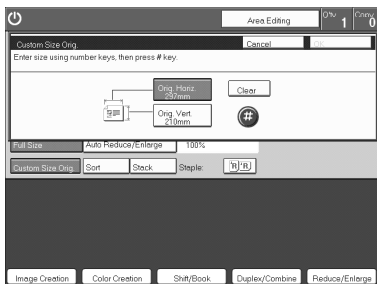 Area Editing Q'ty 1 Copy 0
Custom Size Orig. Cancel
Enter size using number keys, then press # key.
Orig. Horiz. 297mm
Clear
Orig. Vert. 210mm
#
Full Size Auto Reduce/Enlarge 100%
Custom Size Orig. Sort Stack Staple: R R
Image Creation Color Creation Shift/Book Duplex/Combine Reduce/Enlarge